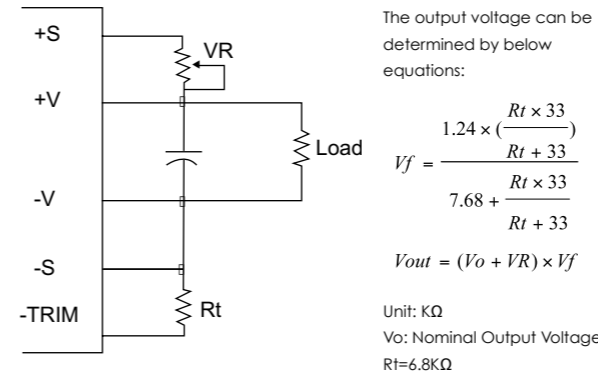 +S
VR
+V
Load
-V
-S
-TRIM
Rt
The output voltage can be
determined by below
equations:
Vf = (1.24 × (Rt × 33 / Rt + 33)) / (7.68 + Rt × 33 / Rt + 33)
Vout = (Vo + VR) × Vf
Unit: KΩ
Vo: Nominal Output Voltage
Rt=6.8KΩ